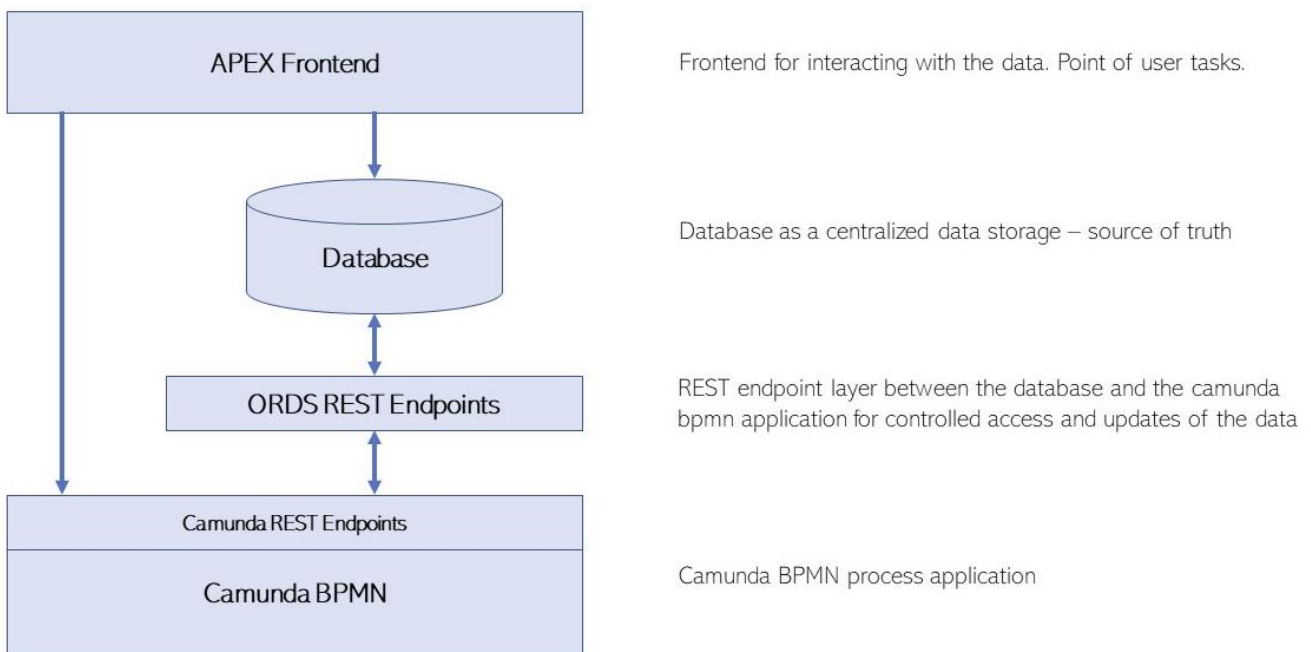 APEX Frontend
Frontend for interacting with the data. Point of user tasks.
Database
Database as a centralized data storage – source of truth
ORDS REST Endpoints
REST endpoint layer between the database and the camunda
bpmn application for controlled access and updates of the data
Camunda REST Endpoints
Camunda BPMN
Camunda BPMN process application